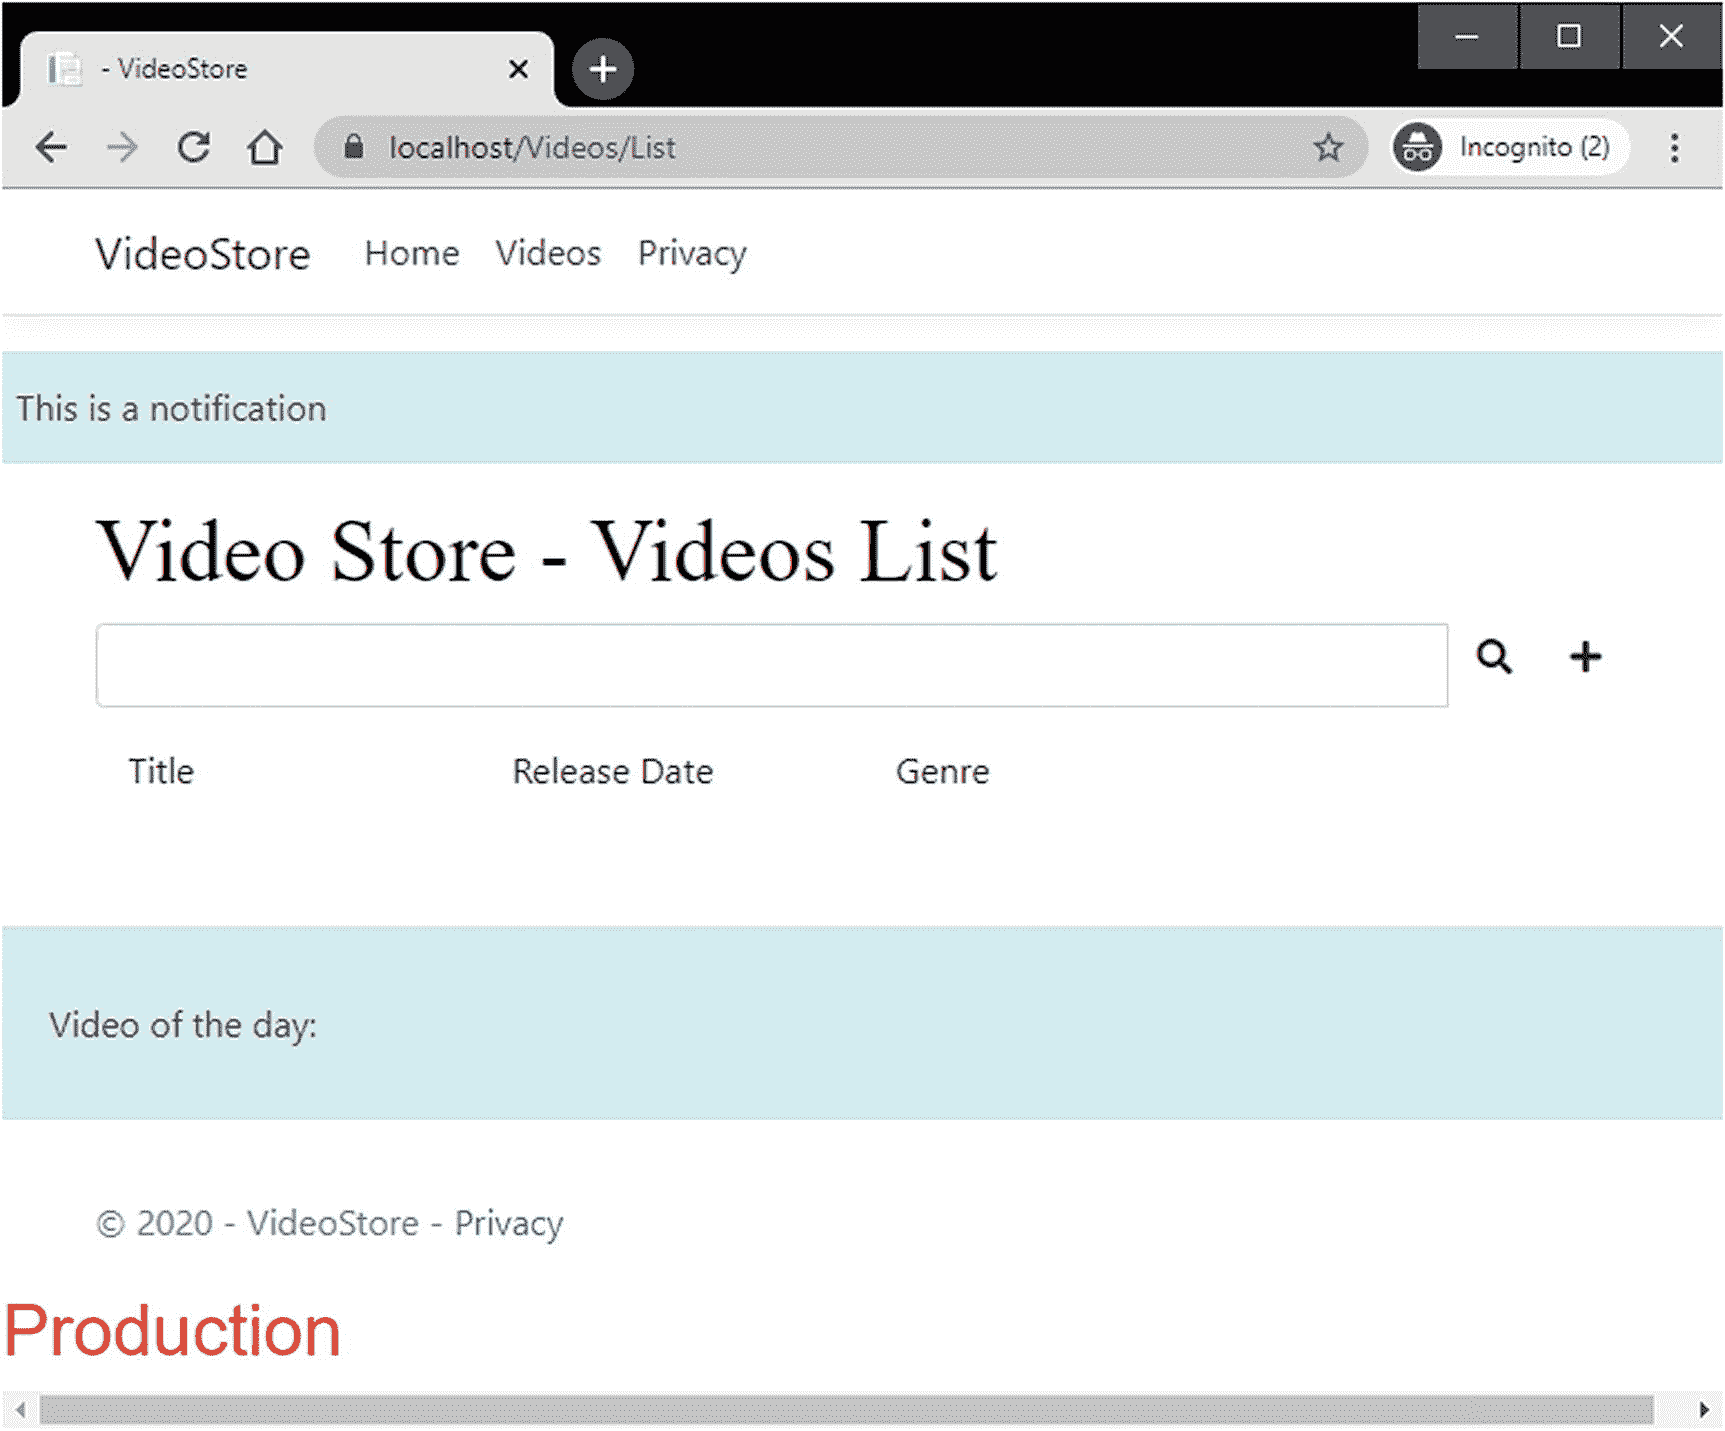 - VideoStore
localhost/Videos/List
Incognito (2)
VideoStore Home Videos Privacy
This is a notification
Video Store - Videos List
Title Release Date Genre
Video of the day:
© 2020 - VideoStore - Privacy
Production